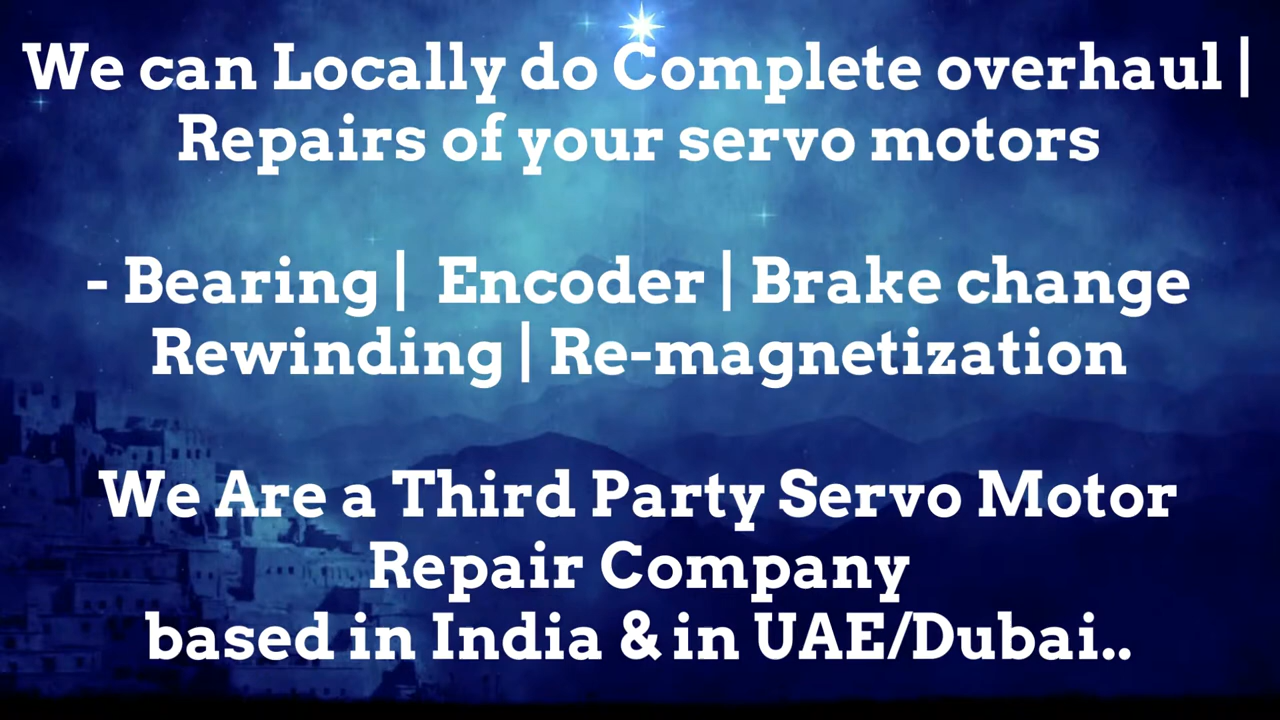 We can Locally do Complete overhaul |
Repairs of your servo motors
- Bearing | Encoder | Brake change
Rewinding | Re-magnetization
We Are a Third Party Servo Motor
Repair Company
based in India & in UAE/Dubai..